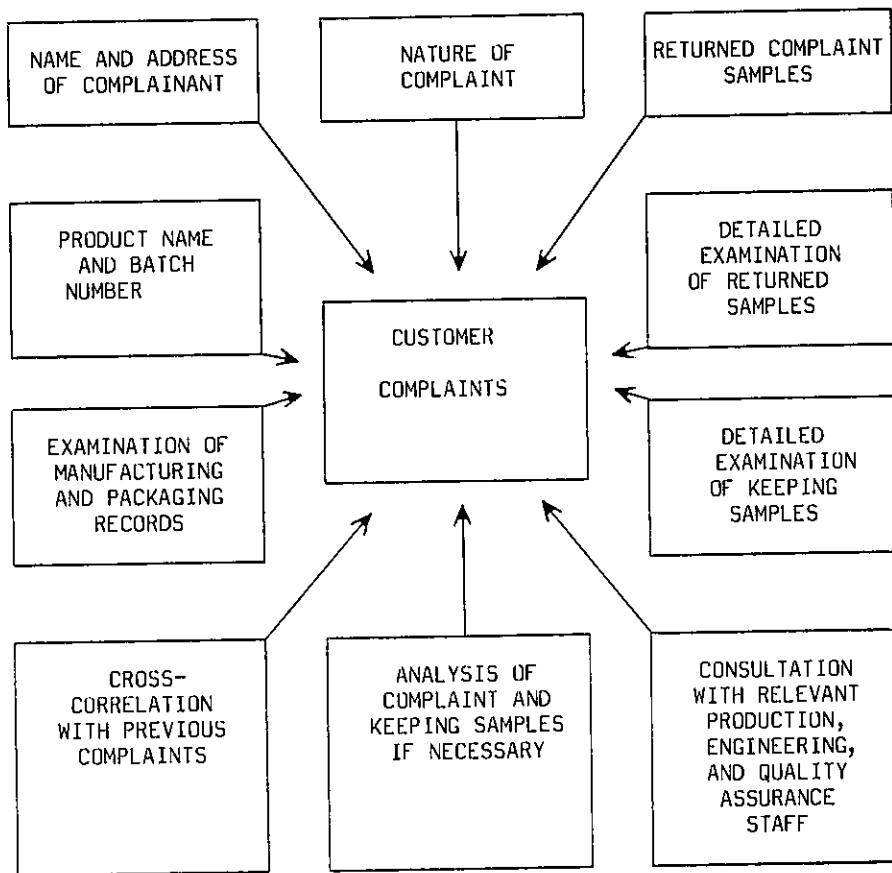 NAME AND ADDRESS
OF COMPLAINANT
NATURE OF
COMPLAINT
RETURNED COMPLAINT
SAMPLES
PRODUCT NAME
AND BATCH
NUMBER
CUSTOMER
COMPLAINTS
DETAILED
EXAMINATION
OF RETURNED
SAMPLES
EXAMINATION OF
MANUFACTURING
AND PACKAGING
RECORDS
DETAILED
EXAMINATION
OF KEEPING
SAMPLES
CROSS-
CORRELATION
WITH PREVIOUS
COMPLAINTS
ANALYSIS OF
COMPLAINT AND
KEEPING SAMPLES
IF NECESSARY
CONSULTATION
WITH RELEVANT
PRODUCTION,
ENGINEERING,
AND QUALITY
ASSURANCE
STAFF